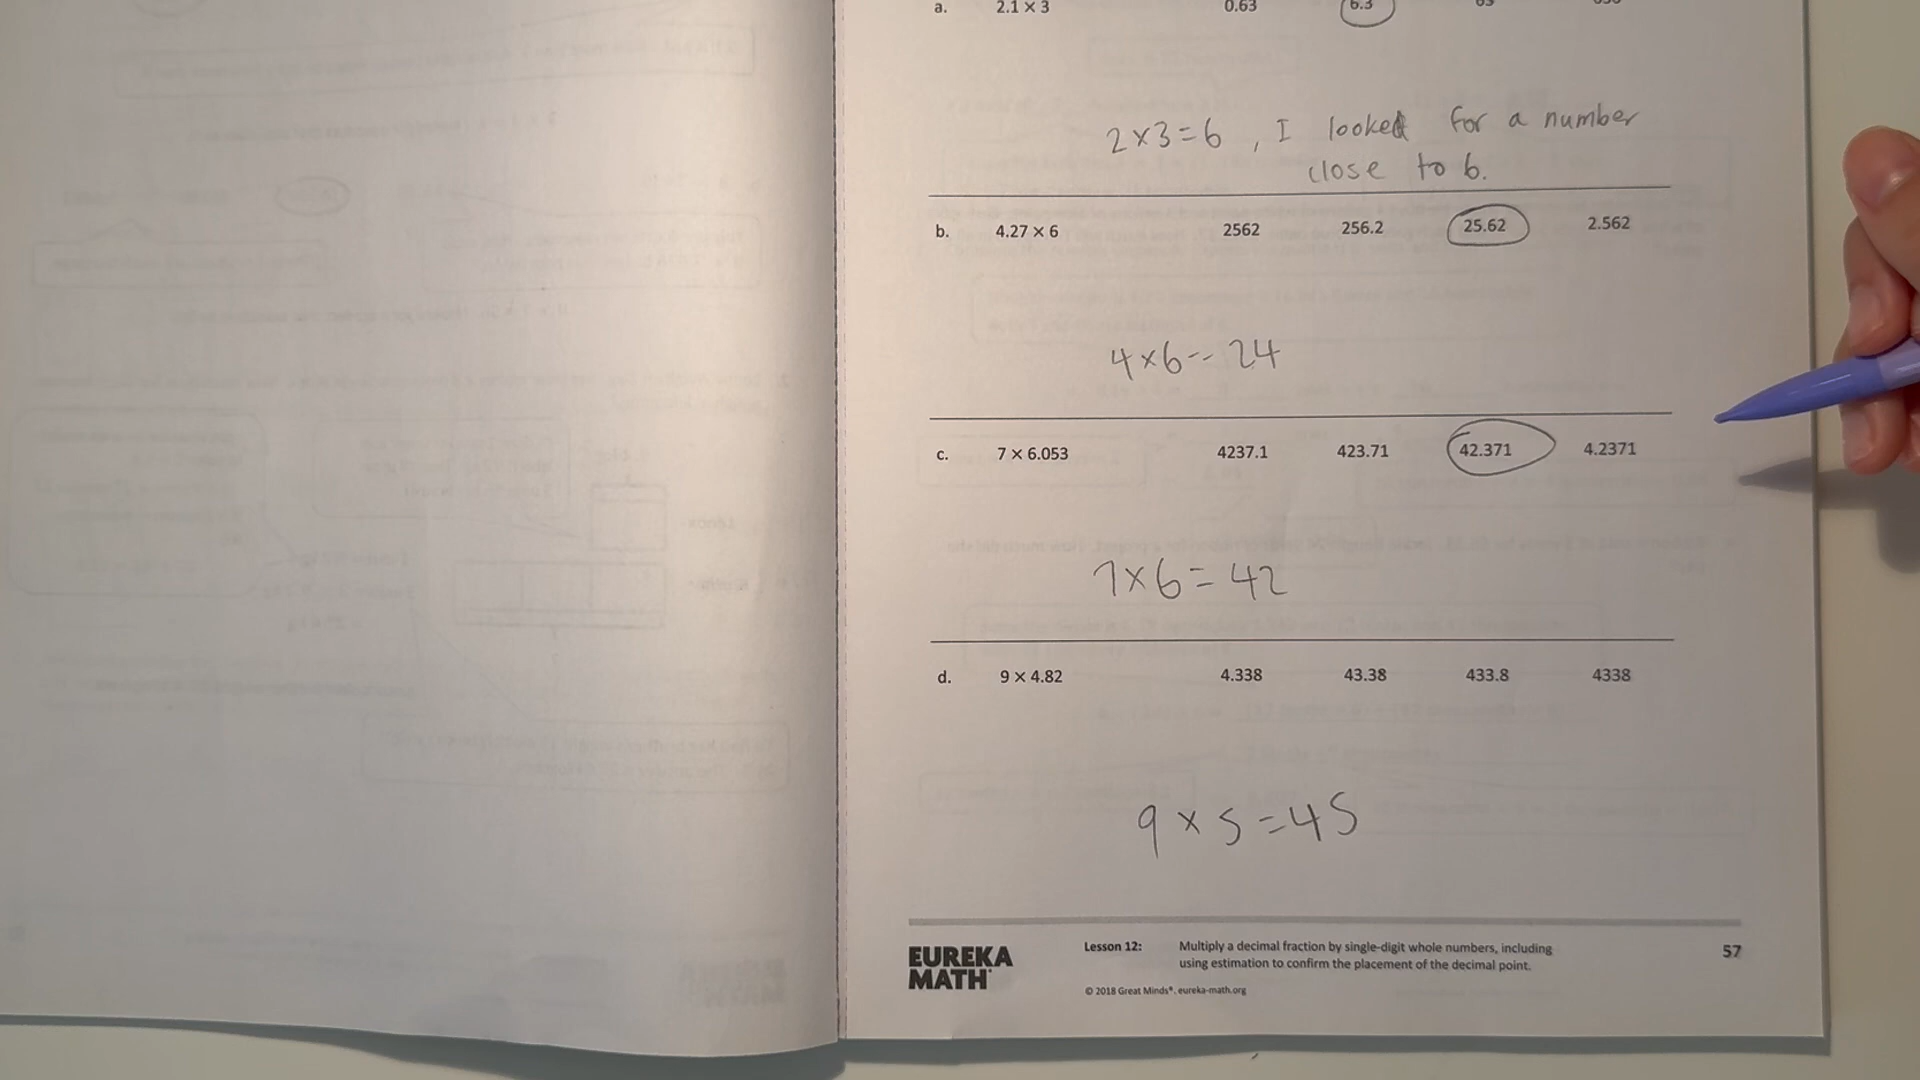 a. 2.1 × 3 0.63 6.3 63
2×3=6 , I looked for a number
close to 6.
b. 4.27 × 6 2562 256.2 25.62 2.562
4×6-- 24
c. 7 × 6.053 4237.1 423.71 42.371 4.2371
7×6=42
d. 9 × 4.82 4.338 43.38 433.8 4338
9×5=45
EUREKA
MATH
Lesson 12: Multiply a decimal fraction by single-digit whole numbers, including
using estimation to confirm the placement of the decimal point.
57
© 2018 Great Minds®. eureka-math.org